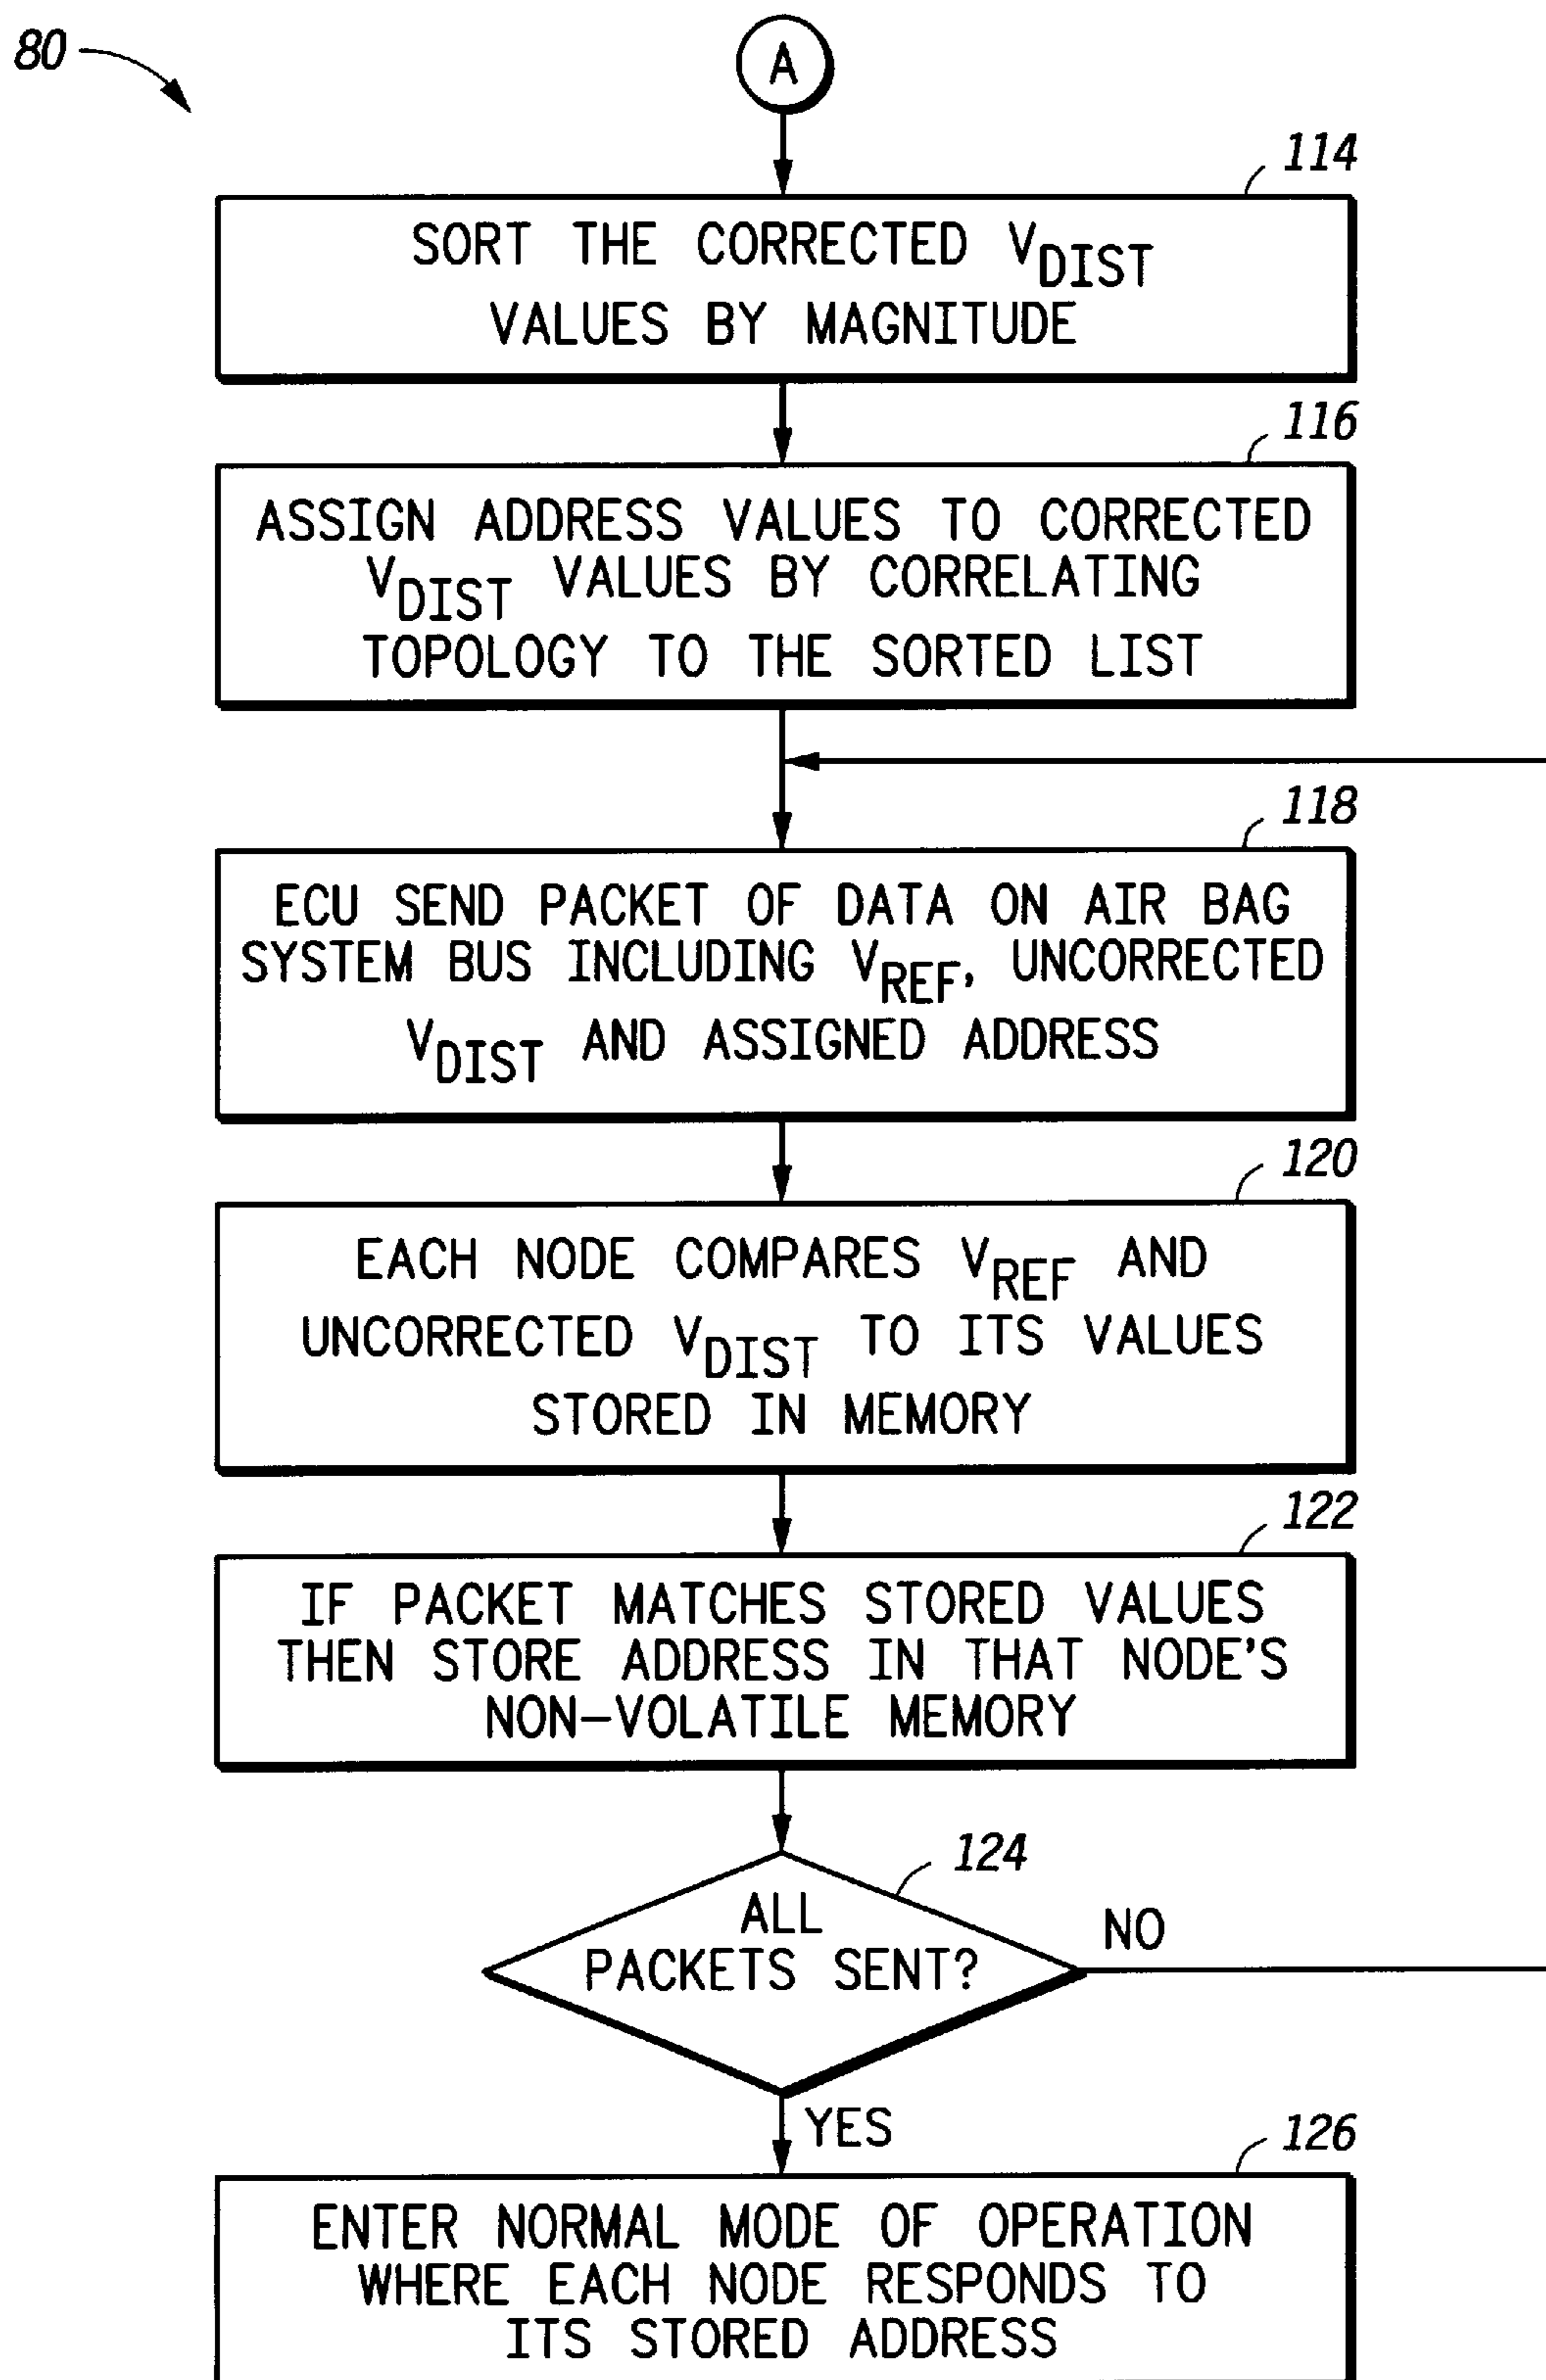 80
A
114
SORT THE CORRECTED VDIST
VALUES BY MAGNITUDE
116
ASSIGN ADDRESS VALUES TO CORRECTED
VDIST VALUES BY CORRELATING
TOPOLOGY TO THE SORTED LIST
118
ECU SEND PACKET OF DATA ON AIR BAG
SYSTEM BUS INCLUDING VREF, UNCORRECTED
VDIST AND ASSIGNED ADDRESS
120
EACH NODE COMPARES VREF AND
UNCORRECTED VDIST TO ITS VALUES
STORED IN MEMORY
122
IF PACKET MATCHES STORED VALUES
THEN STORE ADDRESS IN THAT NODE'S
NON-VOLATILE MEMORY
124
ALL
PACKETS SENT?
NO
YES
126
ENTER NORMAL MODE OF OPERATION
WHERE EACH NODE RESPONDS TO
ITS STORED ADDRESS